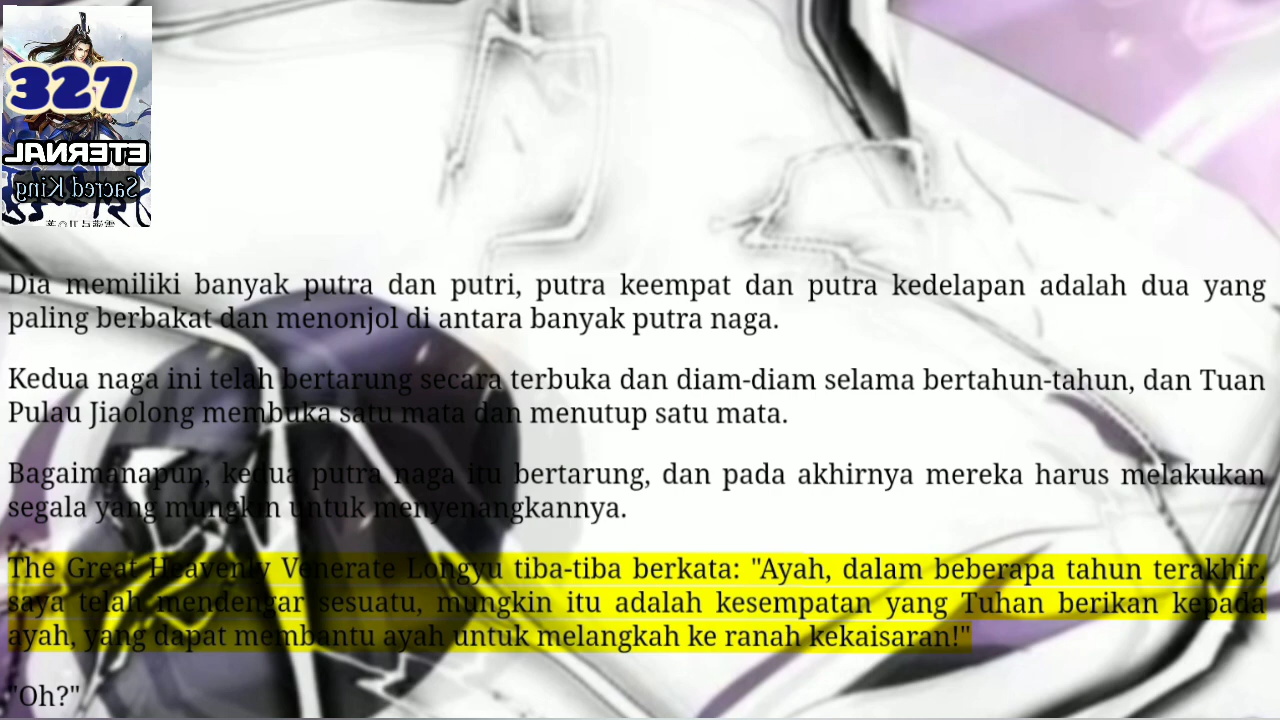 327
ETERNAL
Sacred King
Dia memiliki banyak putra dan putri, putra keempat dan putra kedelapan adalah dua yang
paling berbakat dan menonjol di antara banyak putra naga.
Kedua naga ini telah bertarung secara terbuka dan diam-diam selama bertahun-tahun, dan Tuan
Pulau Jiaolong membuka satu mata dan menutup satu mata.
Bagaimanapun, kedua putra naga itu bertarung, dan pada akhirnya mereka harus melakukan
segala yang mungkin untuk menyenangkannya.
The Great Heavenly Venerate Longyu tiba-tiba berkata: "Ayah, dalam beberapa tahun terakhir,
saya telah mendengar sesuatu, mungkin itu adalah kesempatan yang Tuhan berikan kepada
ayah, yang dapat membantu ayah untuk melangkah ke ranah kekaisaran!"
"Oh?"